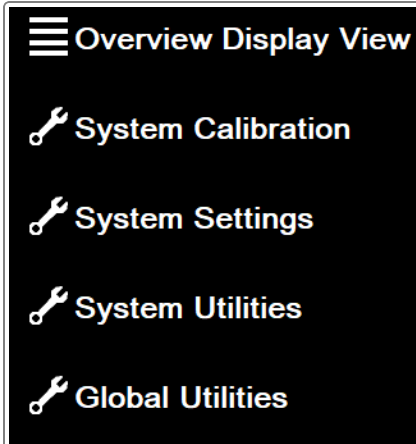 Overview Display View
System Calibration
System Settings
System Utilities
Global Utilities